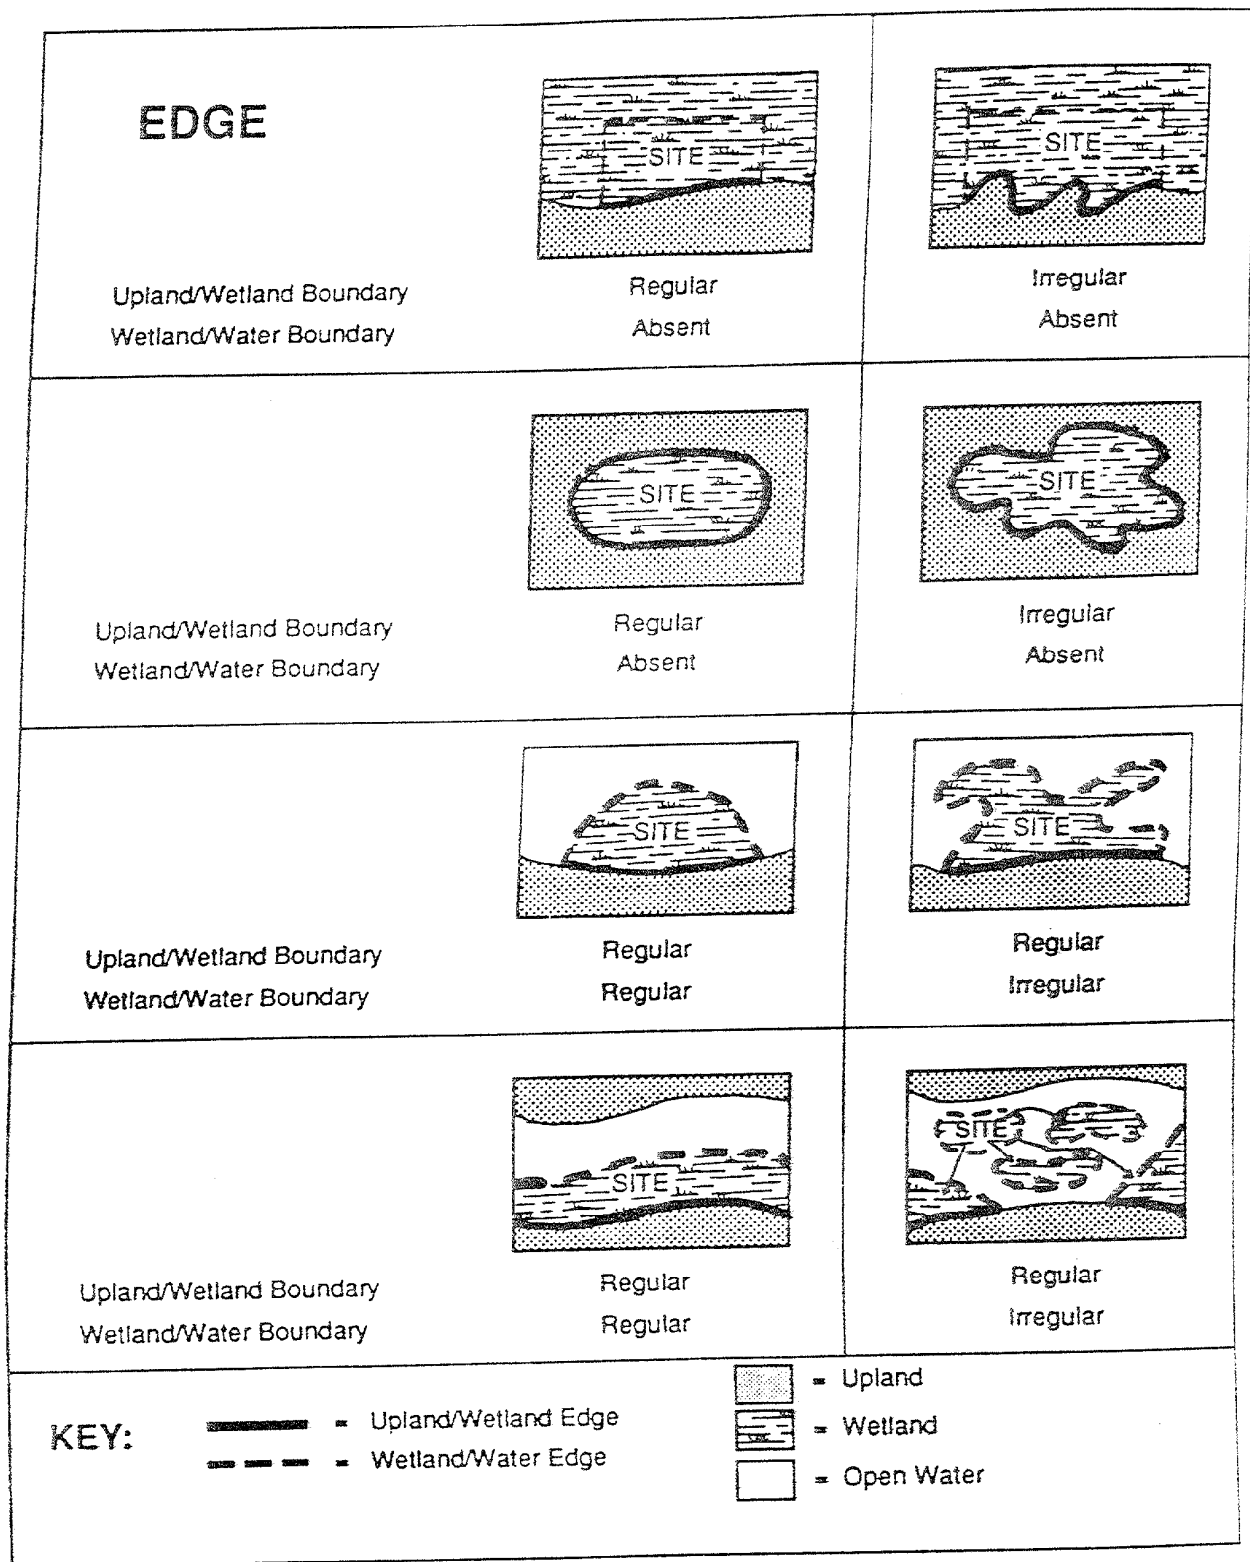 EDGE
SITE
SITE
Upland/Wetland Boundary Regular Irregular
Wetland/Water Boundary Absent Absent
SITE
SITE
Upland/Wetland Boundary Regular Irregular
Wetland/Water Boundary Absent Absent
SITE
SITE
Upland/Wetland Boundary Regular Regular
Wetland/Water Boundary Regular Irregular
SITE
SITE
Upland/Wetland Boundary Regular Regular
Wetland/Water Boundary Regular Irregular
KEY:
- Upland/Wetland Edge
- Wetland/Water Edge
= Upland
= Wetland
= Open Water